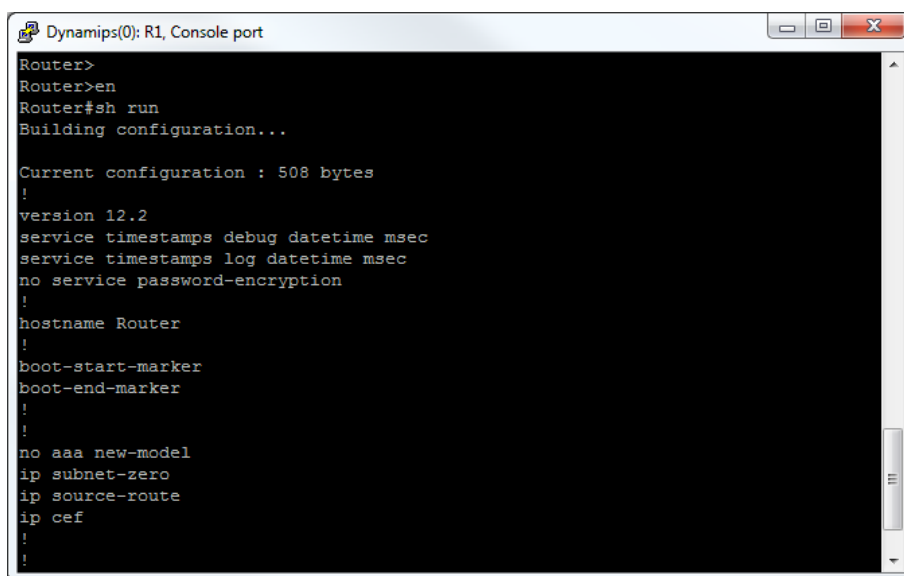 Dynamips(0): R1, Console port
Router>
Router>en
Router#sh run
Building configuration...
Current configuration : 508 bytes
!
version 12.2
service timestamps debug datetime msec
service timestamps log datetime msec
no service password-encryption
!
hostname Router
!
boot-start-marker
boot-end-marker
!
!
no aaa new-model
ip subnet-zero
ip source-route
ip cef
!
!